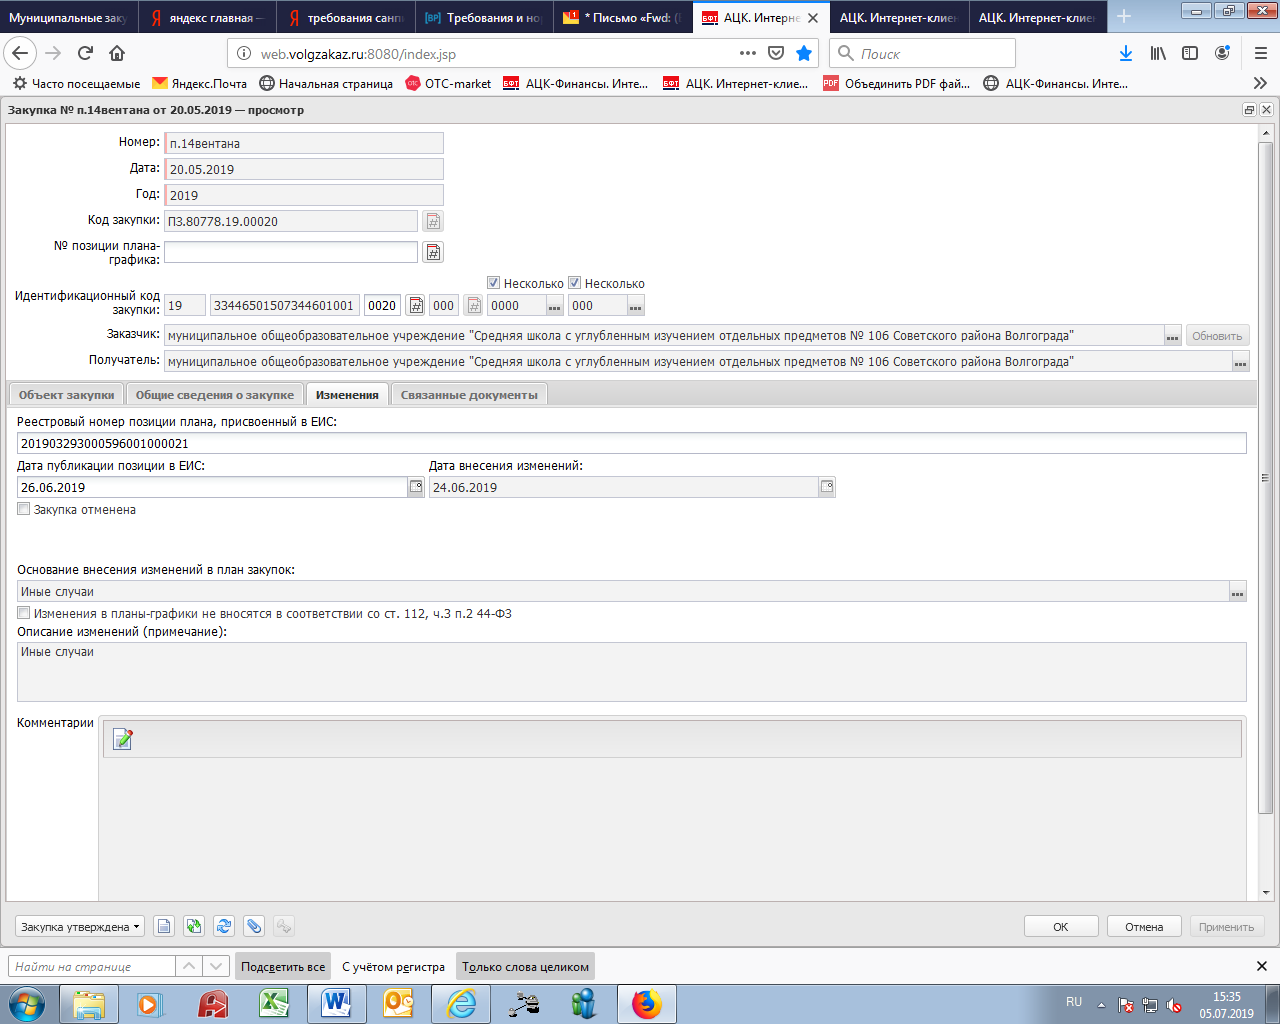 Муниципальные заку
яндекс главная —
требования санпи
Требования и нор
* Письмо «Fwd: (
АЦК. Интерне
АЦК. Интернет-клиен
АЦК. Интернет-клиен
web.volgzakaz.ru:8080/index.jsp
Поиск
Часто посещаемые
Яндекс.Почта
Начальная страница
OTC-market
АЦК-Финансы. Инте...
АЦК. Интернет-клие...
Объединить PDF фай...
АЦК-Финансы. Инте...
Закупка № п.14вентана от 20.05.2019 — просмотр
Номер: п.14вентана
Дата: 20.05.2019
Год: 2019
Код закупки: ПЗ.80778.19.00020
№ позиции плана-
графика:
Несколько Несколько
Идентификационный код
закупки: 19 33446501507344601001 0020 000 0000 000
Заказчик: муниципальное общеобразовательное учреждение "Средняя школа с углубленным изучением отдельных предметов № 106 Советского района Волгограда" Обновить
Получатель: муниципальное общеобразовательное учреждение "Средняя школа с углубленным изучением отдельных предметов № 106 Советского района Волгограда"
Объект закупки Общие сведения о закупке Изменения Связанные документы
Реестровый номер позиции плана, присвоенный в ЕИС:
201903293000596001000021
Дата публикации позиции в ЕИС: Дата внесения изменений:
26.06.2019 24.06.2019
Закупка отменена
Основание внесения изменений в план закупок:
Иные случаи
Изменения в планы-графики не вносятся в соответствии со ст. 112, ч.3 п.2 44-ФЗ
Описание изменений (примечание):
Иные случаи
Комментарии
Закупка утверждена ОК Отмена Применить
Найти на странице Подсветить все С учётом регистра Только слова целиком
RU 15:35
05.07.2019